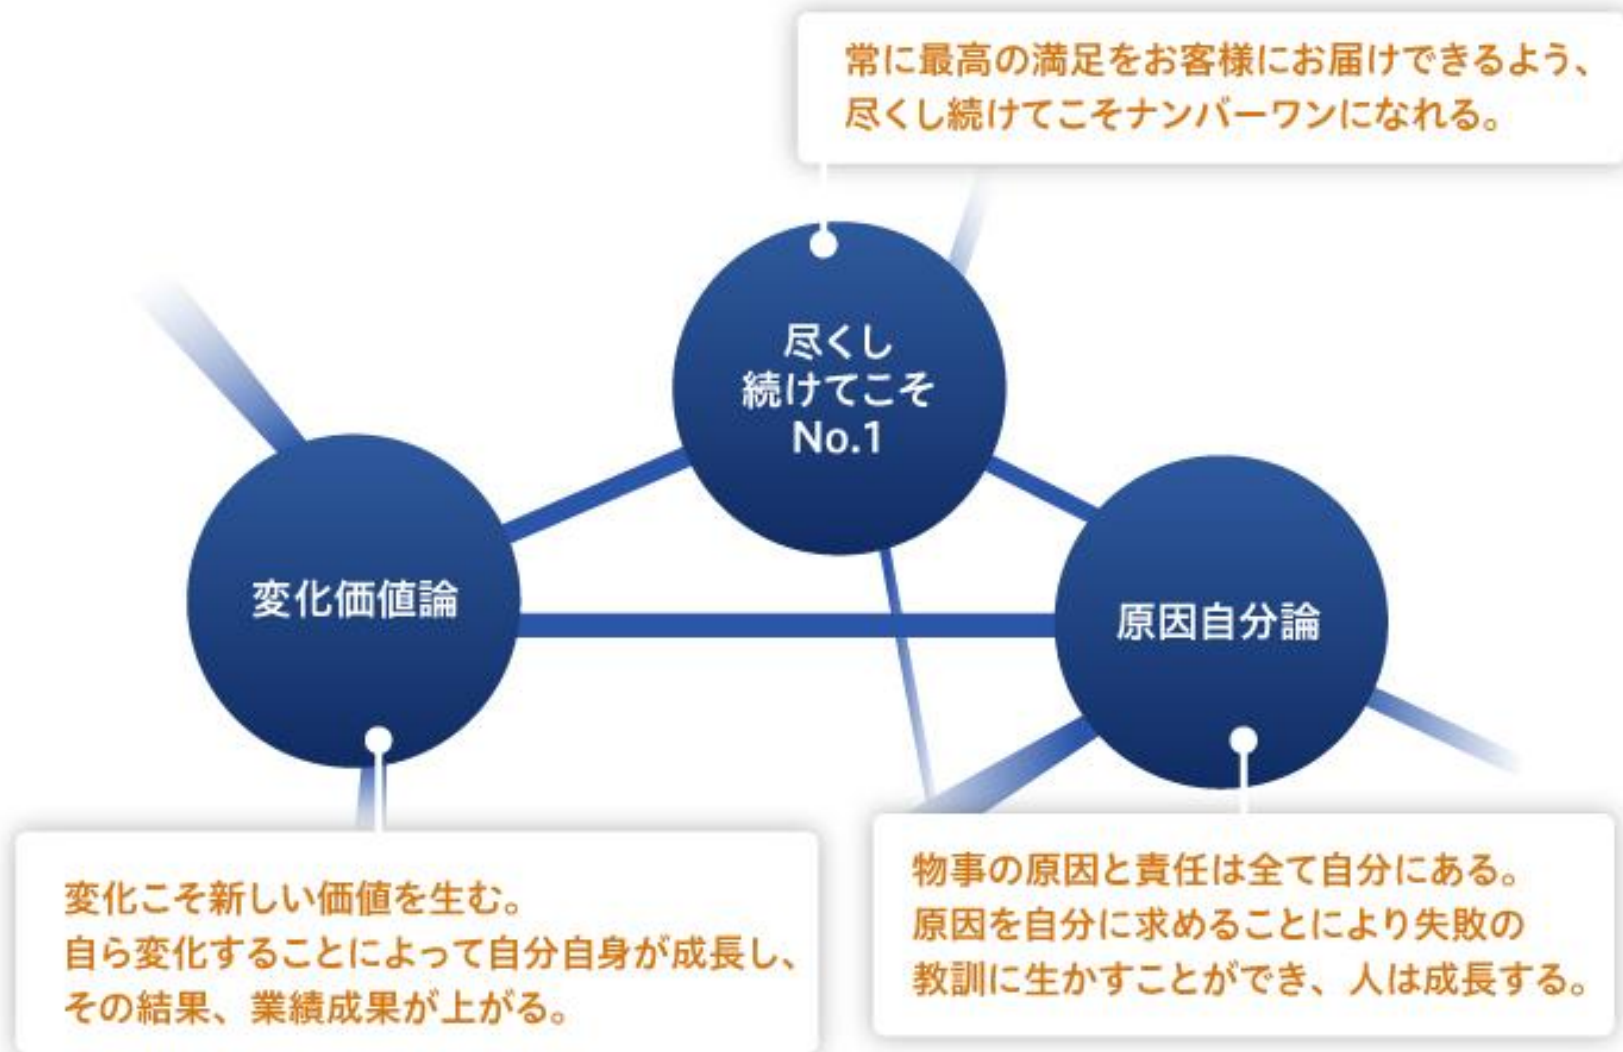 常に最高の満足をお客様にお届けできるよう、
尽くし続けてこそナンバーワンになれる。
尽くし
続けてこそ
No.1
変化価値論
原因自分論
変化こそ新しい価値を生む。
自ら変化することによって自分自身が成長し、
その結果、業績成果が上がる。
物事の原因と責任は全て自分にある。
原因を自分に求めることにより失敗の
教訓に生かすことができ、人は成長する。